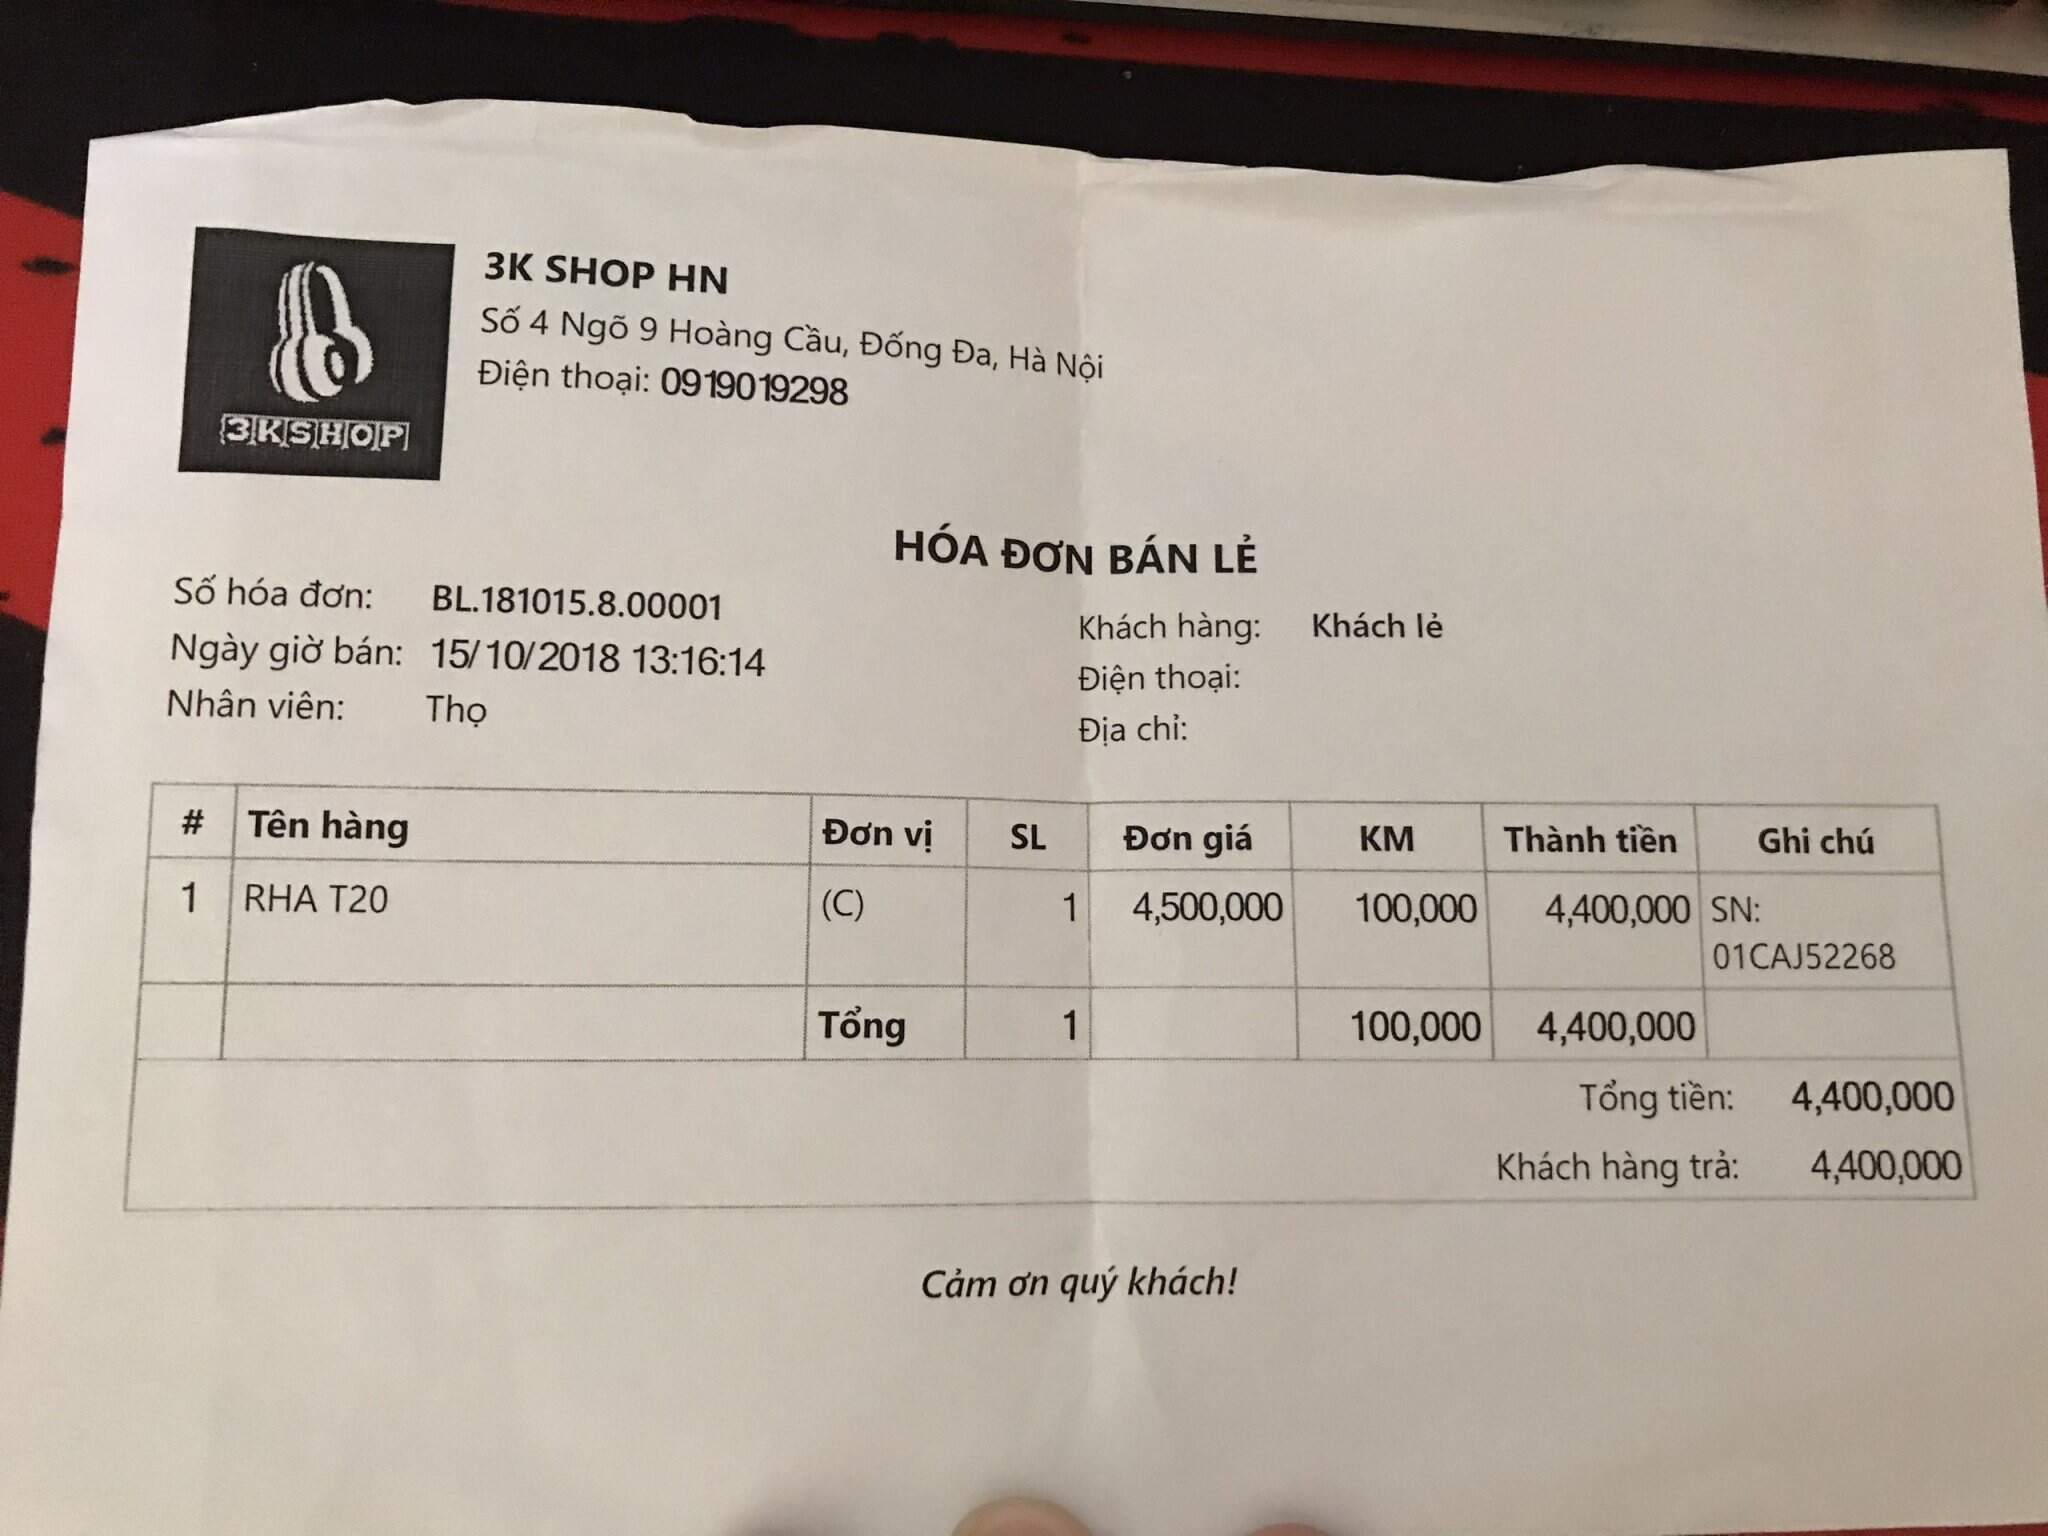 3KSHOP
3K SHOP HN
Số 4 Ngõ 9 Hoàng Cầu, Đống Đa, Hà Nội
Điện thoại: 0919019298
HÓA ĐƠN BÁN LẺ
Số hóa đơn: BL.181015.8.00001
Ngày giờ bán: 15/10/2018 13:16:14
Nhân viên: Thọ
Khách hàng: Khách lẻ
Điện thoại:
Địa chỉ:
# Tên hàng Đơn vị SL Đơn giá KM Thành tiền Ghi chú
1 RHA T20 (C) 1 4,500,000 100,000 4,400,000 SN:
01CAJ52268
Tổng 1 100,000 4,400,000
Tổng tiền: 4,400,000
Khách hàng trả: 4,400,000
Cảm ơn quý khách!